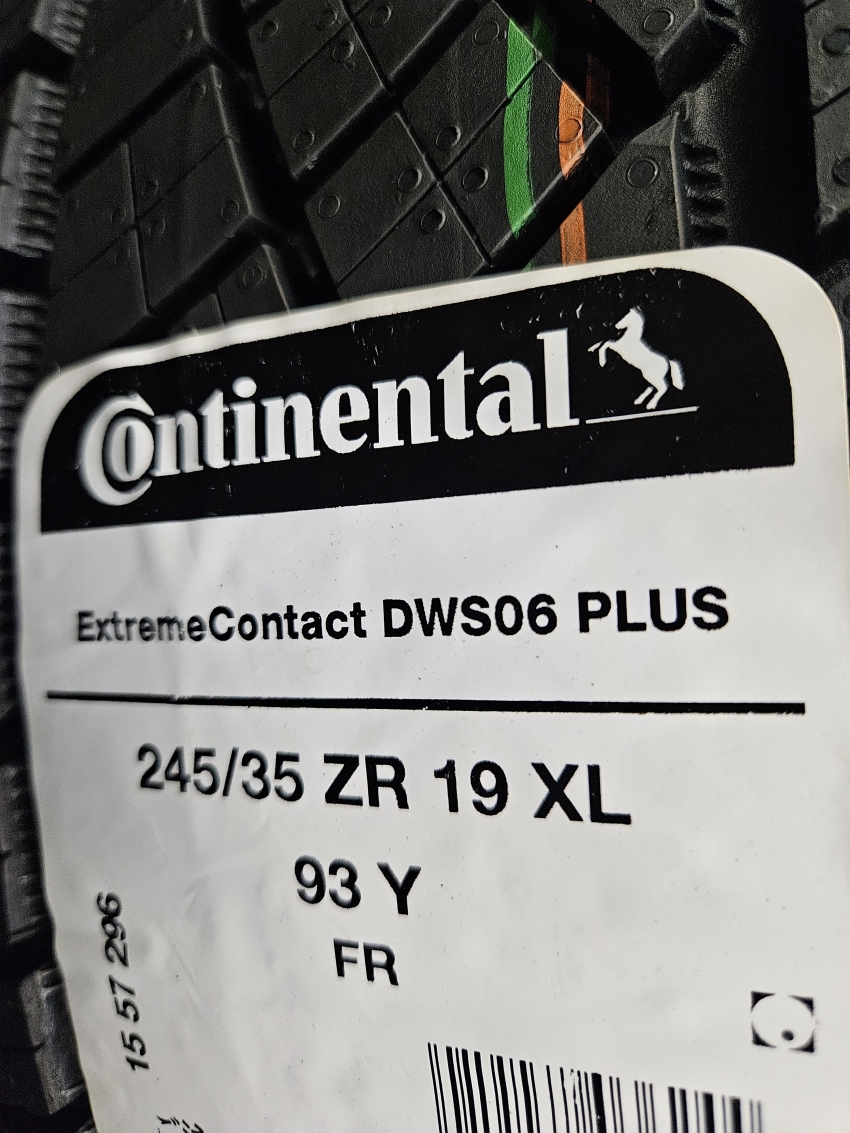 Continental
ExtremeContact DWS06 PLUS
245/35 ZR 19 XL
93 Y
FR
15 57 296